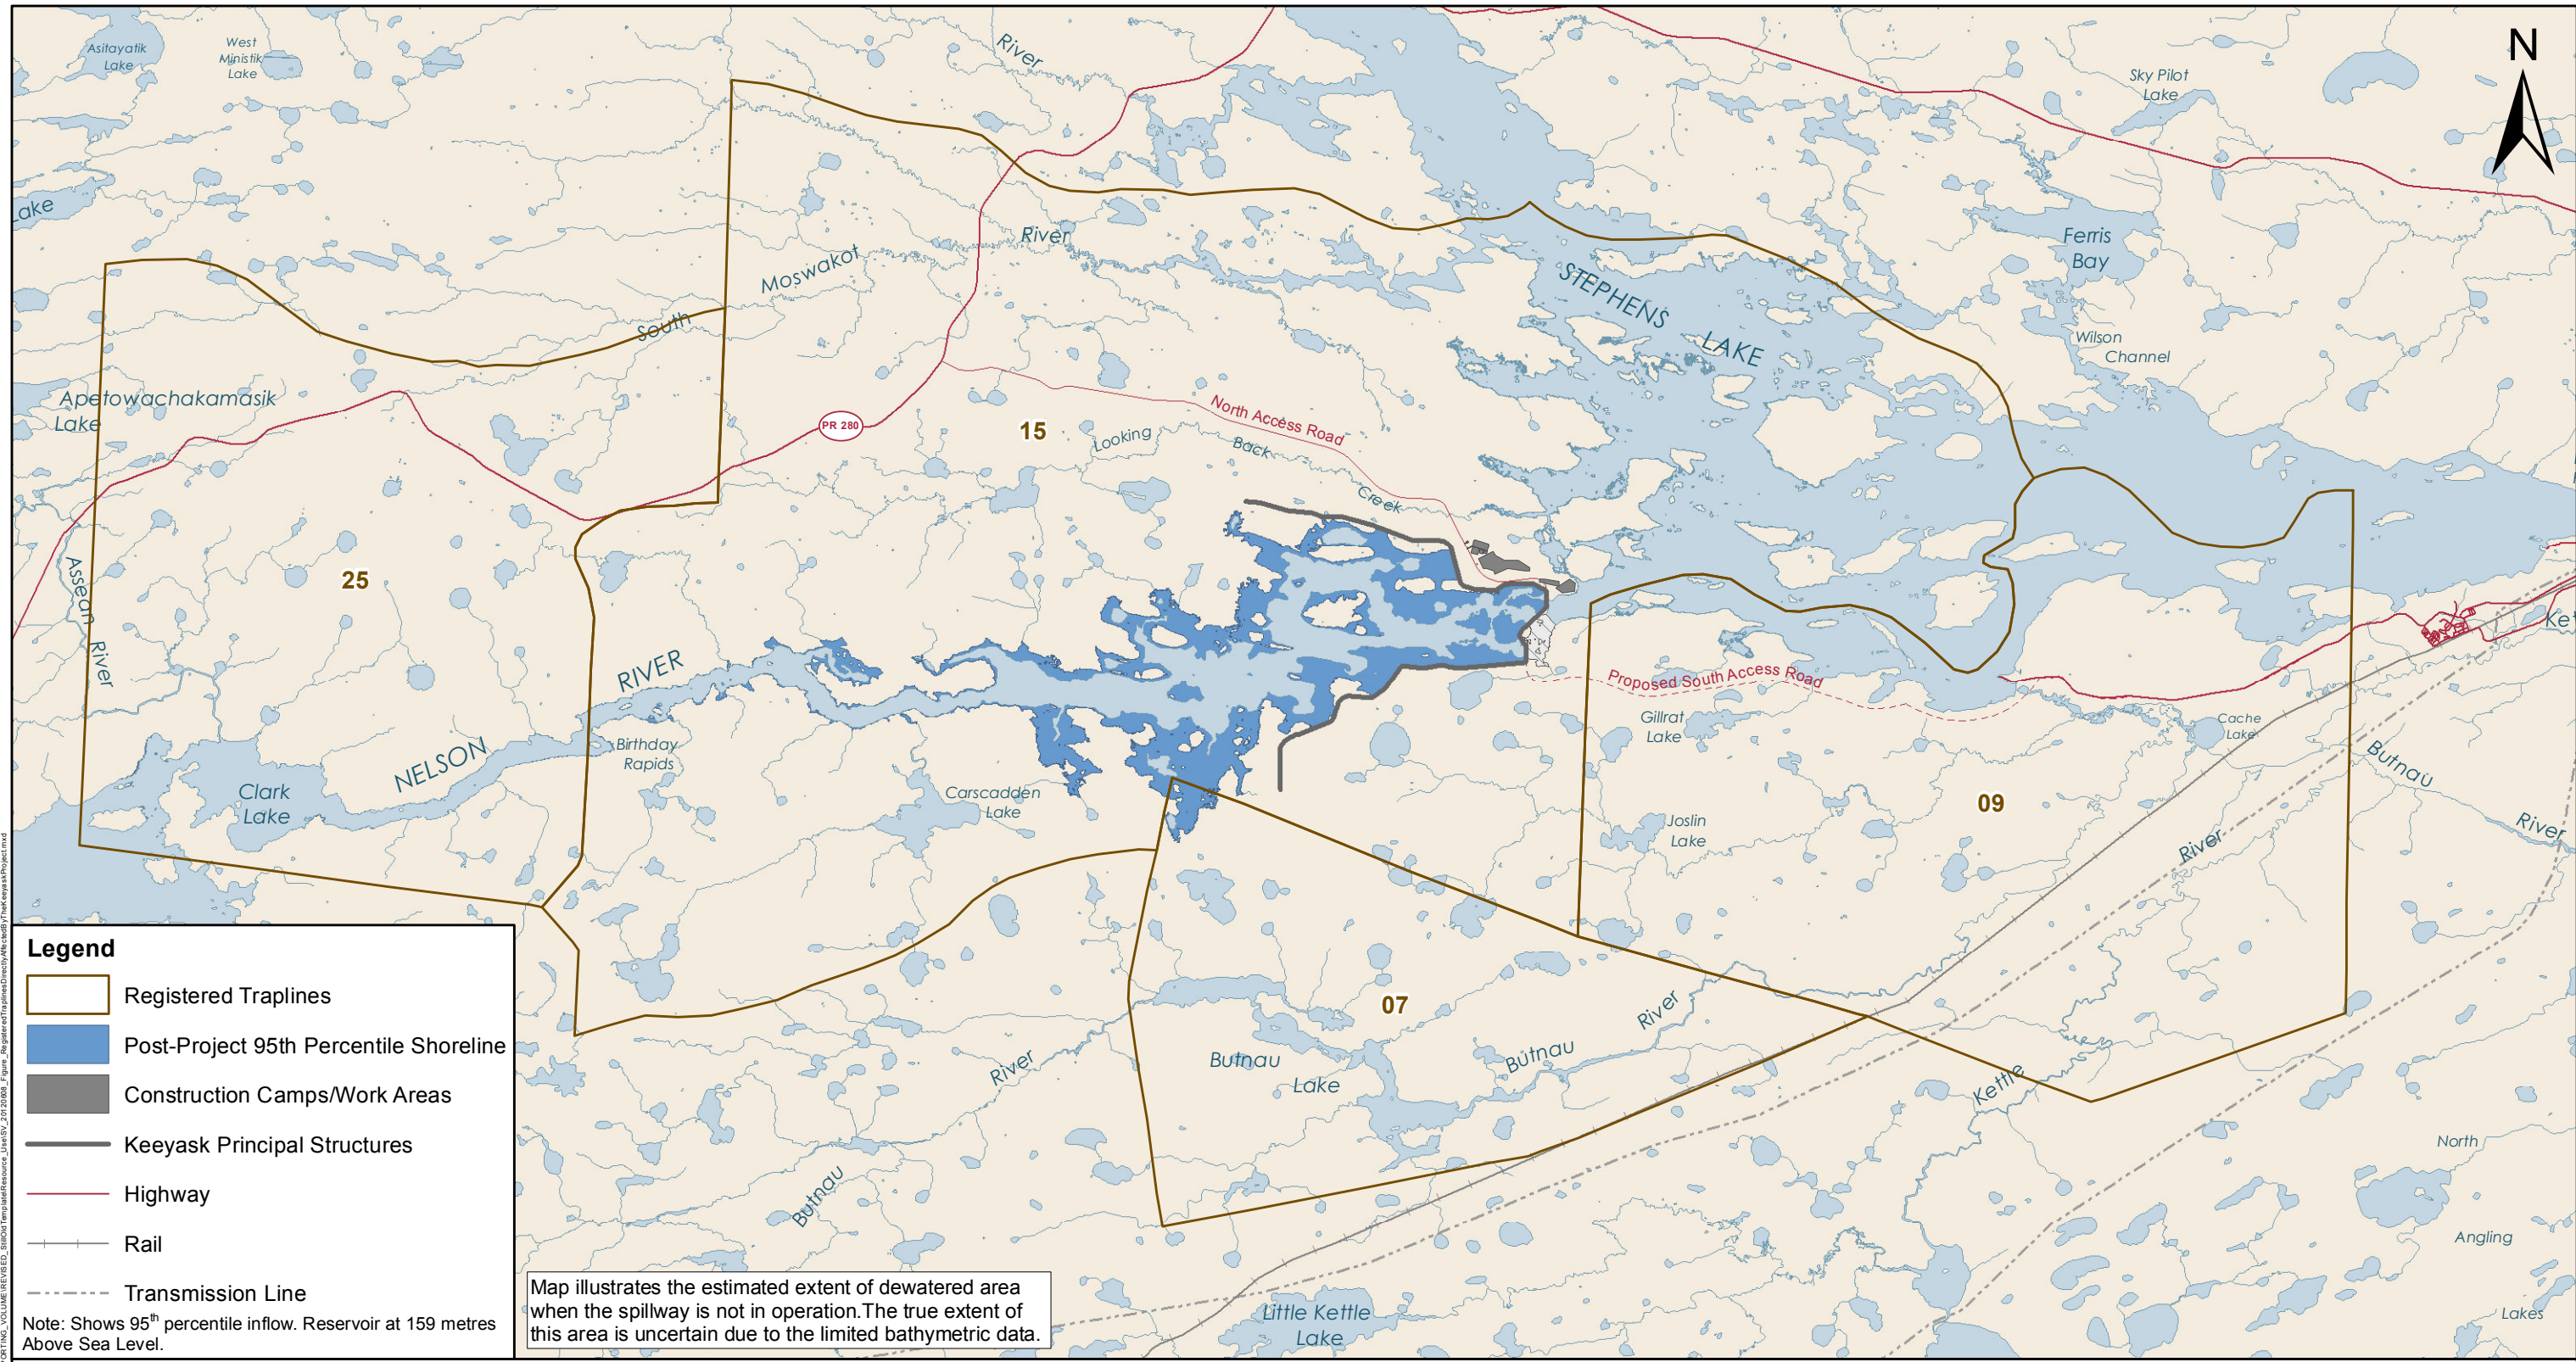 Asitayatik
Lake
West
Ministik
Lake
River
Sky Pilot
Lake
N
Lake
River
Moswakot
South
STEPHENS
LAKE
Ferris
Bay
Wilson
Channel
Apetowachakamasik
Lake
PR 280
15
North Access Road
Looking
Back
Creek
25
Assean
River
RIVER
NELSON
Birthday
Rapids
Clark
Lake
Carscadden
Lake
Proposed South Access Road
Gillrat
Lake
Cache
Lake
Joslin
Lake
09
Butnau
River
River
07
Butnau
Lake
River
Butnau
River
Kettle
River
Butnau
North
Angling
Lakes
Little Kettle
Lake
Legend
Registered Traplines
Post-Project 95th Percentile Shoreline
Construction Camps/Work Areas
Keeyask Principal Structures
Highway
Rail
Transmission Line
Note: Shows 95th percentile inflow. Reservoir at 159 metres
Above Sea Level.
Map illustrates the estimated extent of dewatered area
when the spillway is not in operation.The true extent of
this area is uncertain due to the limited bathymetric data.